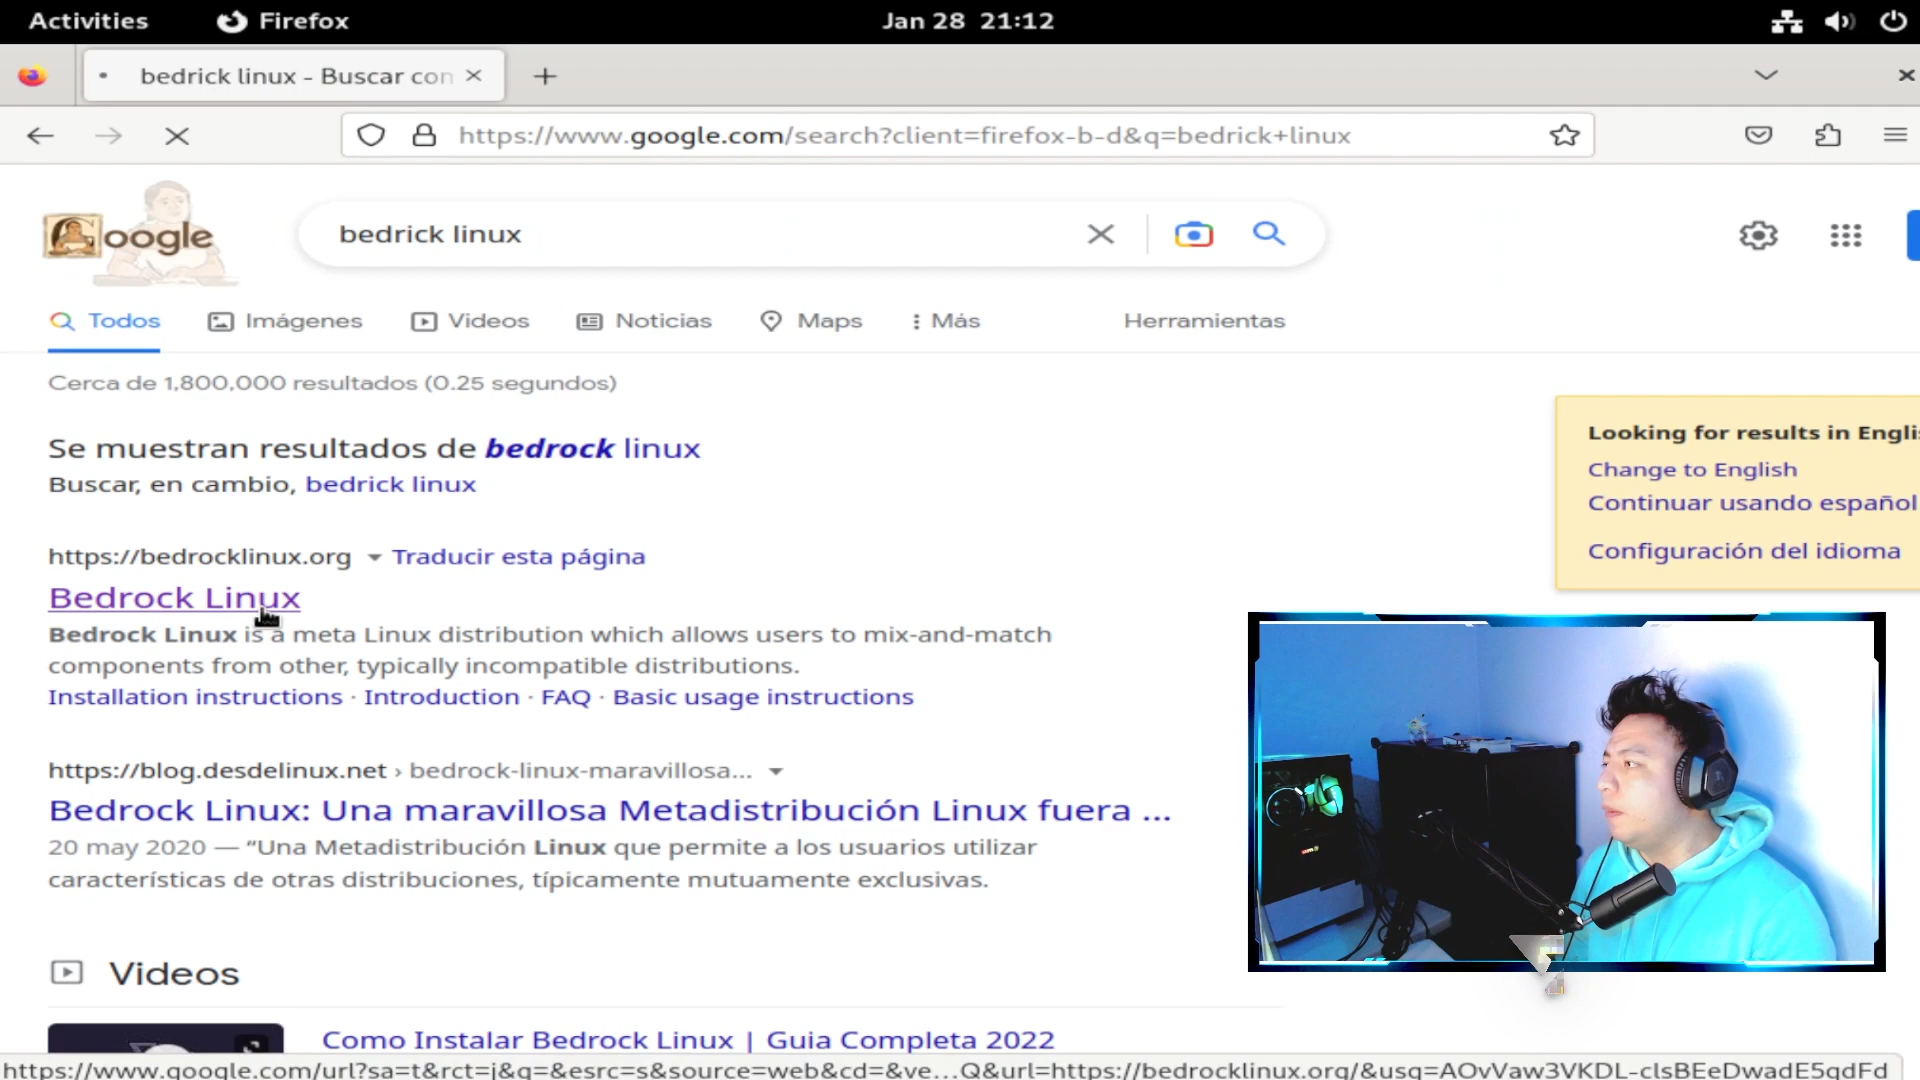 Activities Firefox Jan 28 21:12
bedrick linux - Buscar con
https://www.google.com/search?client=firefox-b-d&q=bedrick+linux
oogle bedrick linux
Todos Imágenes Videos Noticias Maps Más Herramientas
Cerca de 1,800,000 resultados (0.25 segundos)
Se muestran resultados de bedrock linux
Buscar, en cambio, bedrick linux
Looking for results in Englis
Change to English
Continuar usando español
Configuración del idioma
https://bedrocklinux.org Traducir esta página
Bedrock Linux
Bedrock Linux is a meta Linux distribution which allows users to mix-and-match
components from other, typically incompatible distributions.
Installation instructions · Introduction · FAQ · Basic usage instructions
https://blog.desdelinux.net › bedrock-linux-maravillosa...
Bedrock Linux: Una maravillosa Metadistribución Linux fuera ...
20 may 2020 — “Una Metadistribución Linux que permite a los usuarios utilizar
características de otras distribuciones, típicamente mutuamente exclusivas.
Videos
Como Instalar Bedrock Linux | Guia Completa 2022
https://www.google.com/url?sa=t&rct=j&q=&esrc=s&source=web&cd=&ve...Q&url=https://bedrocklinux.org/&usg=AOvVaw3VKDL-clsBEeDwadE5qdFd